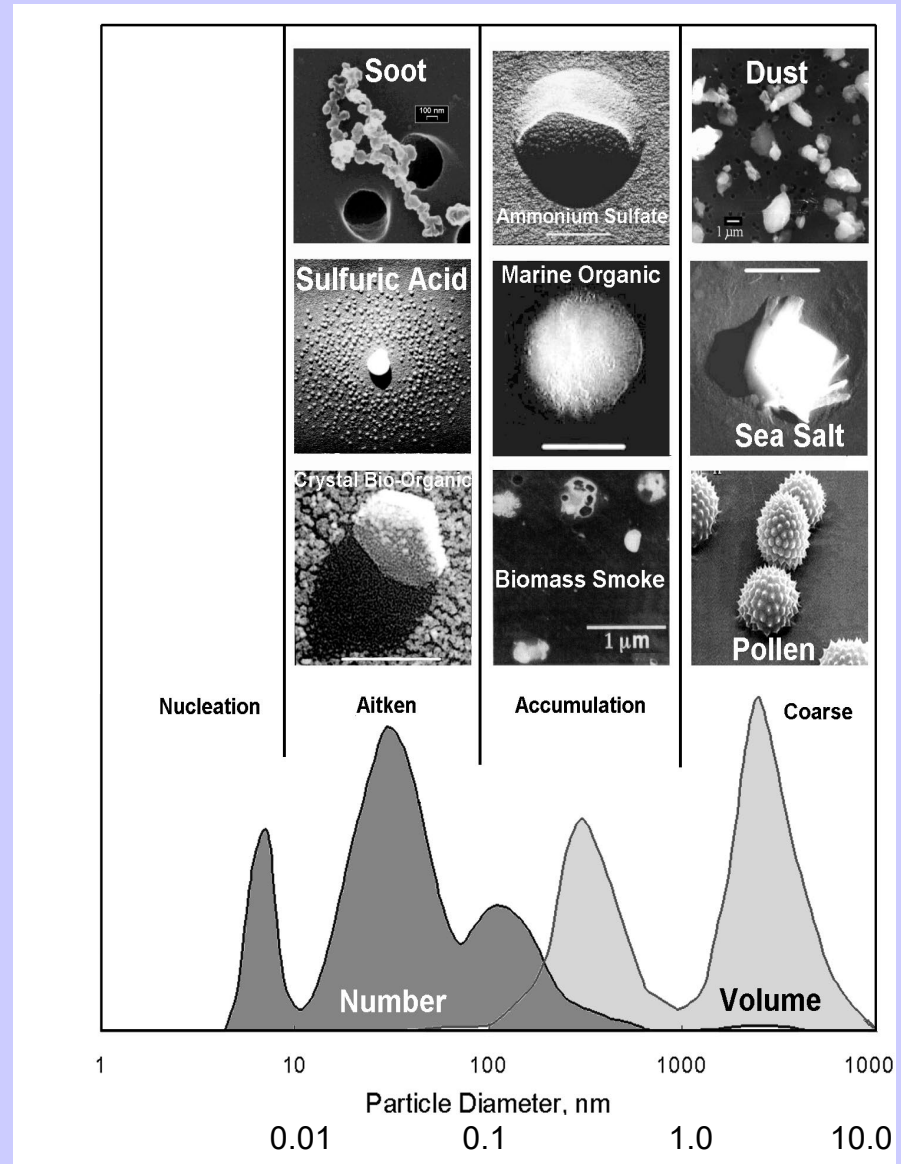 Soot
100 nm
Ammonium Sulfate
Dust
1 µm
Sulfuric Acid
Marine Organic
Sea Salt
Crystal Bio-Organic
Biomass Smoke
1 µm
Pollen
Nucleation
Aitken
Accumulation
Coarse
Number
Volume
1 10 100 1000 1000
Particle Diameter, nm
0.01 0.1 1.0 10.0